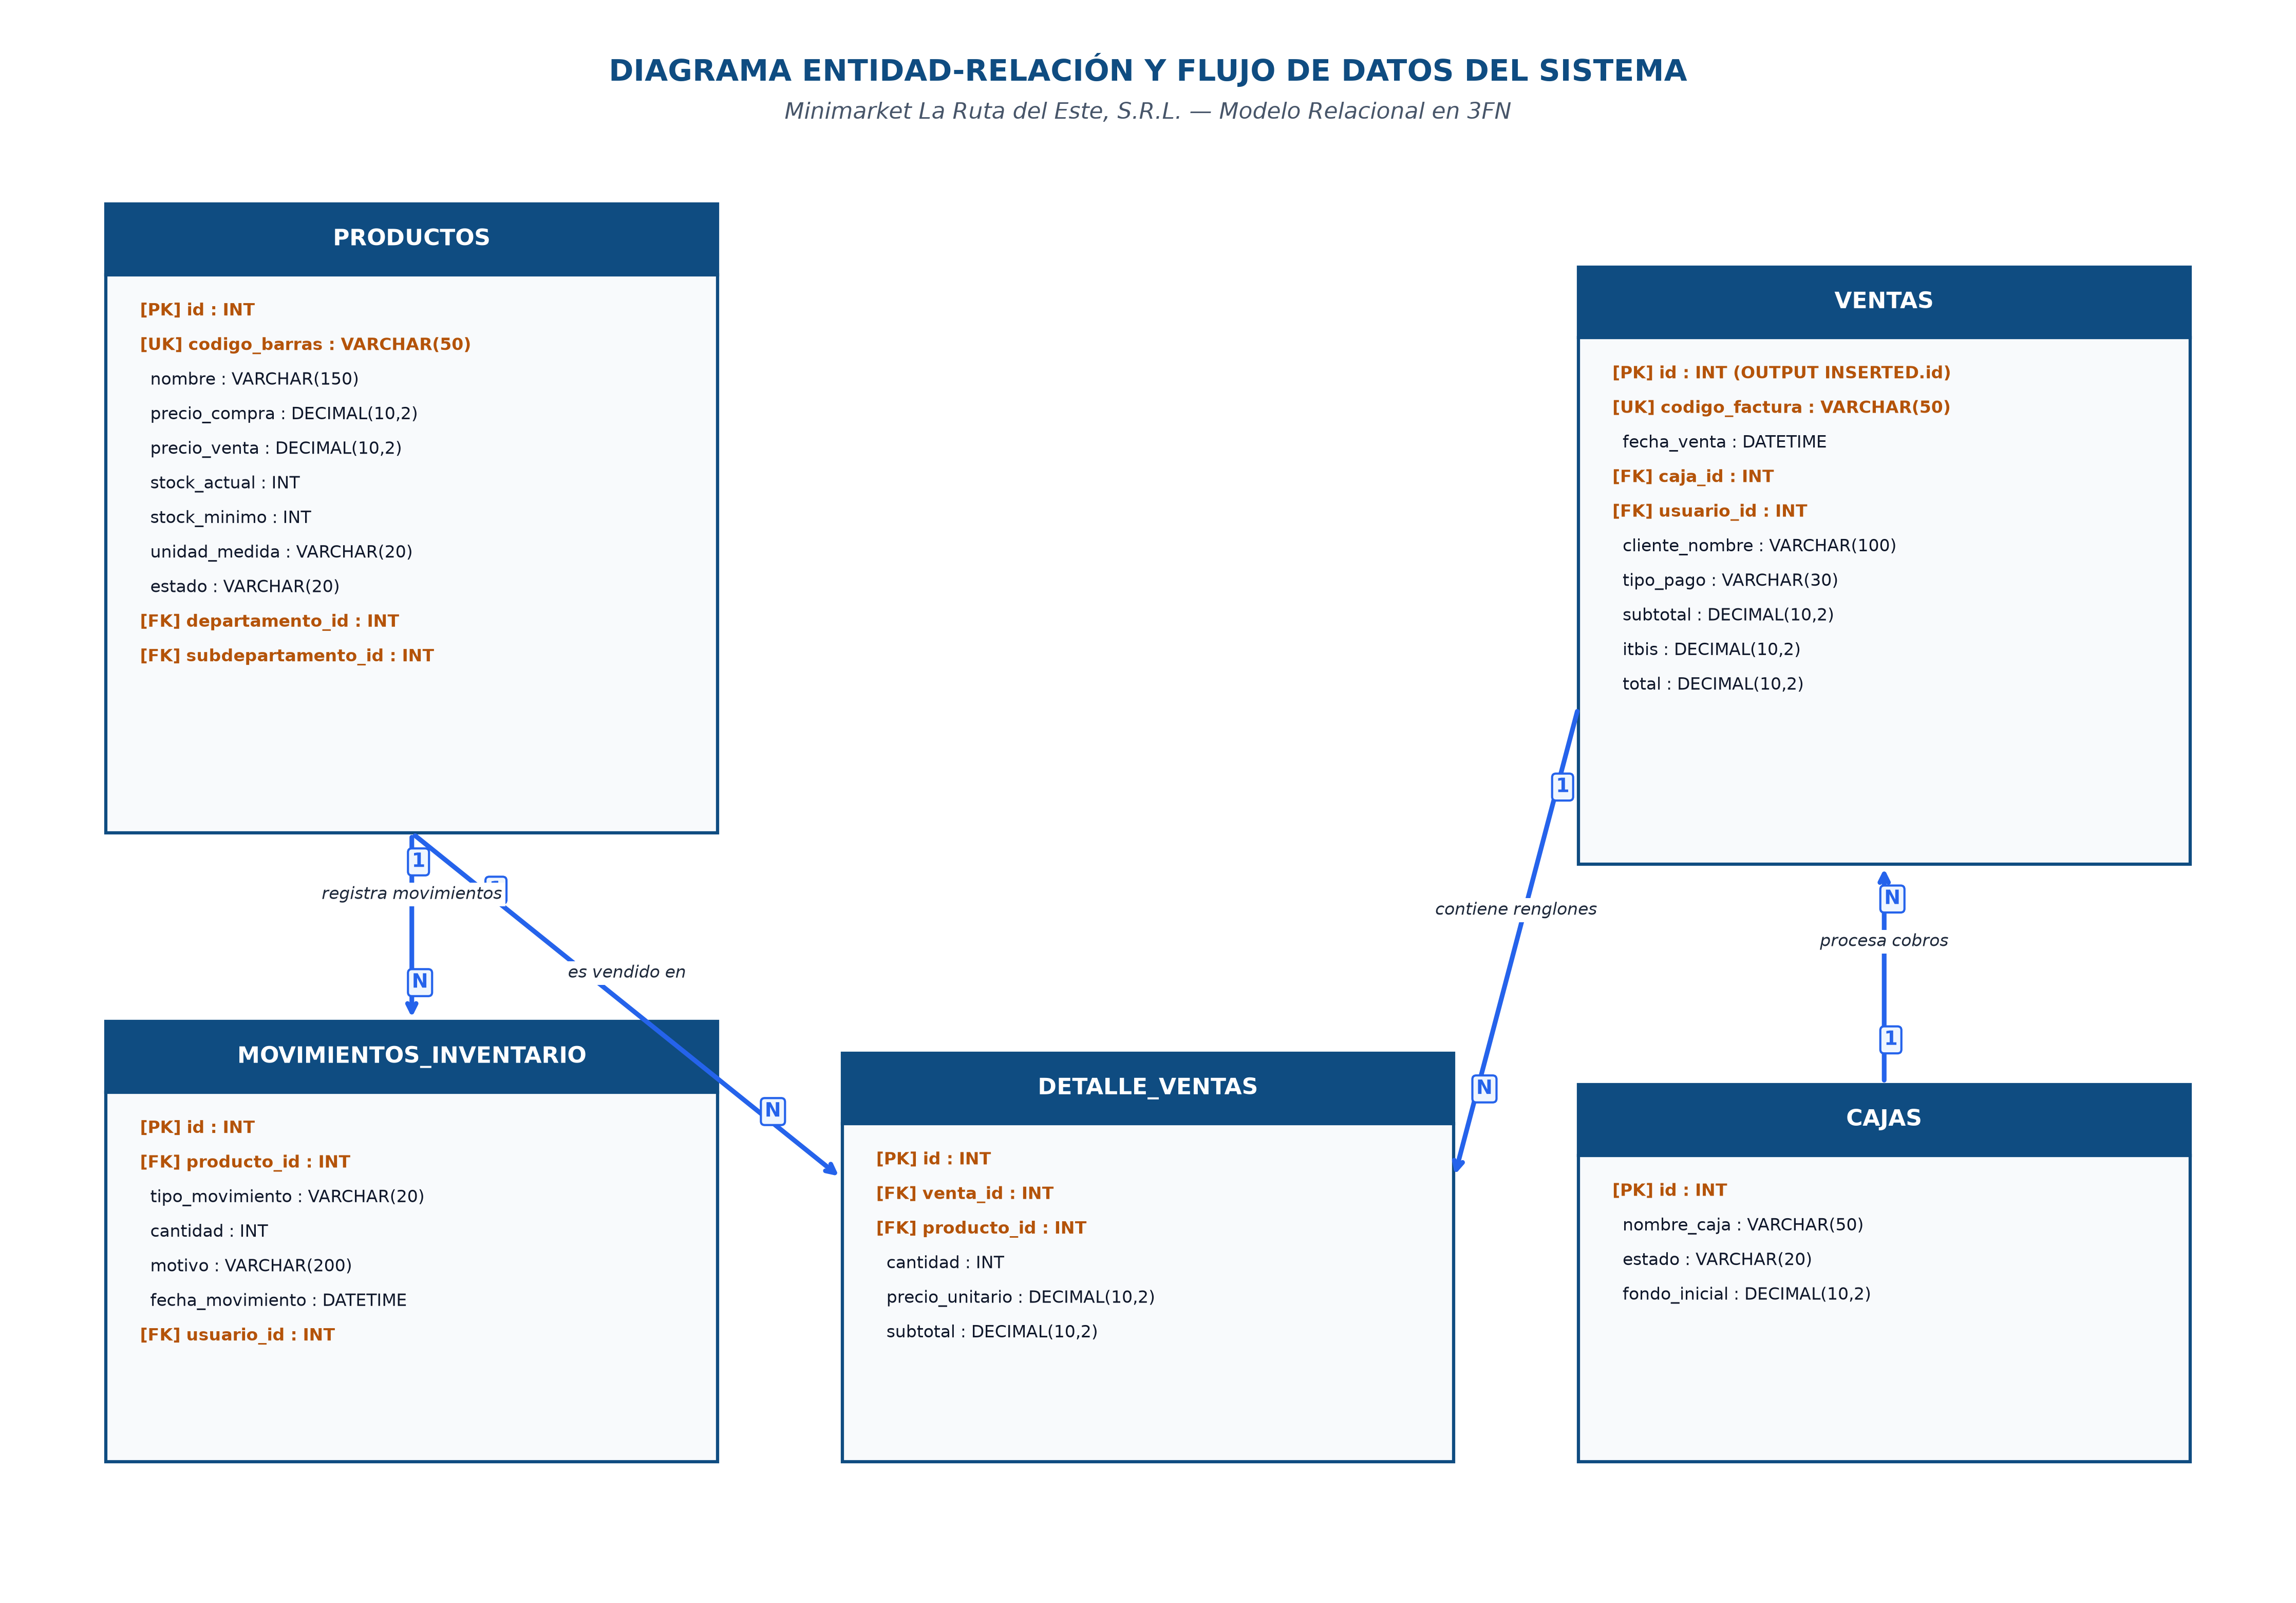 DIAGRAMA ENTIDAD-RELACIÓN Y FLUJO DE DATOS DEL SISTEMA
Minimarket La Ruta del Este, S.R.L. — Modelo Relacional en 3FN
PRODUCTOS
[PK] id : INT
[UK] codigo_barras : VARCHAR(50)
nombre : VARCHAR(150)
precio_compra : DECIMAL(10,2)
precio_venta : DECIMAL(10,2)
stock_actual : INT
stock_minimo : INT
unidad_medida : VARCHAR(20)
estado : VARCHAR(20)
[FK] departamento_id : INT
[FK] subdepartamento_id : INT
VENTAS
[PK] id : INT (OUTPUT INSERTED.id)
[UK] codigo_factura : VARCHAR(50)
fecha_venta : DATETIME
[FK] caja_id : INT
[FK] usuario_id : INT
cliente_nombre : VARCHAR(100)
tipo_pago : VARCHAR(30)
subtotal : DECIMAL(10,2)
itbis : DECIMAL(10,2)
total : DECIMAL(10,2)
1
registra movimientos
N
es vendido en
N
1
contiene renglones
N
N
procesa cobros
1
MOVIMIENTOS_INVENTARIO
[PK] id : INT
[FK] producto_id : INT
tipo_movimiento : VARCHAR(20)
cantidad : INT
motivo : VARCHAR(200)
fecha_movimiento : DATETIME
[FK] usuario_id : INT
DETALLE_VENTAS
[PK] id : INT
[FK] venta_id : INT
[FK] producto_id : INT
cantidad : INT
precio_unitario : DECIMAL(10,2)
subtotal : DECIMAL(10,2)
CAJAS
[PK] id : INT
nombre_caja : VARCHAR(50)
estado : VARCHAR(20)
fondo_inicial : DECIMAL(10,2)